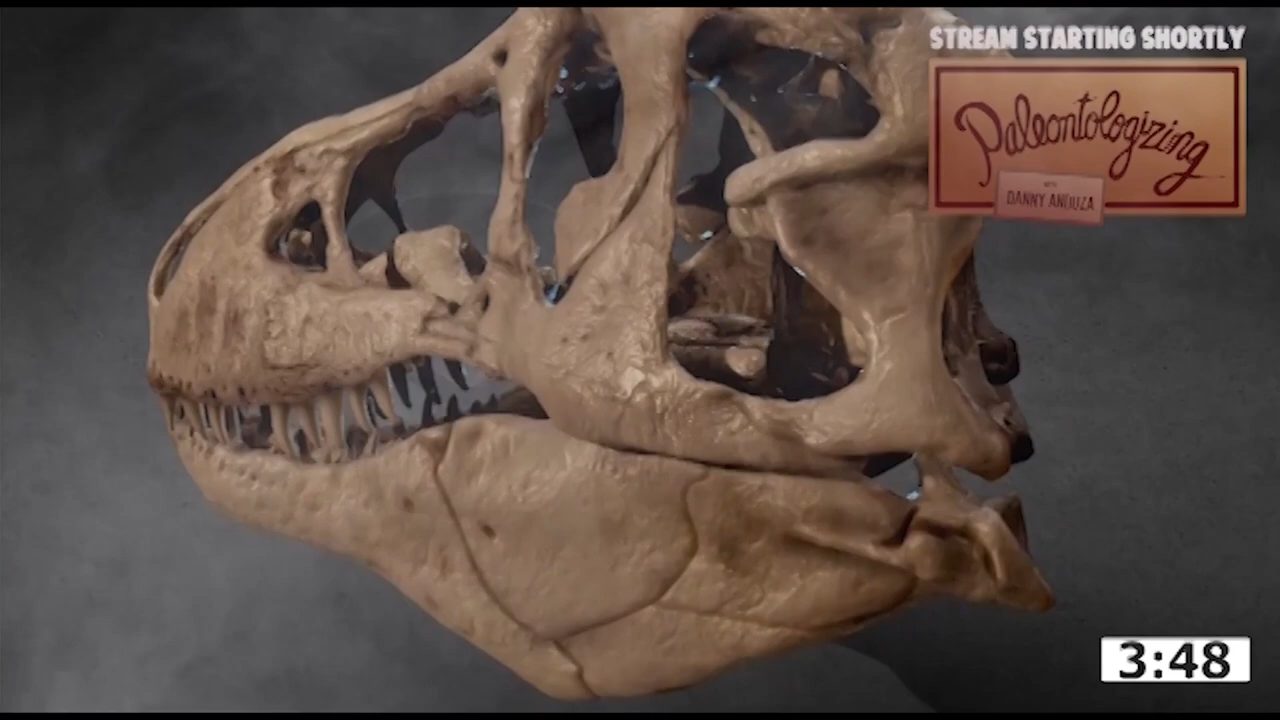 STREAM STARTING SHORTLY
Paleontologizing
WITH
DANNY ANDUZA
3:48